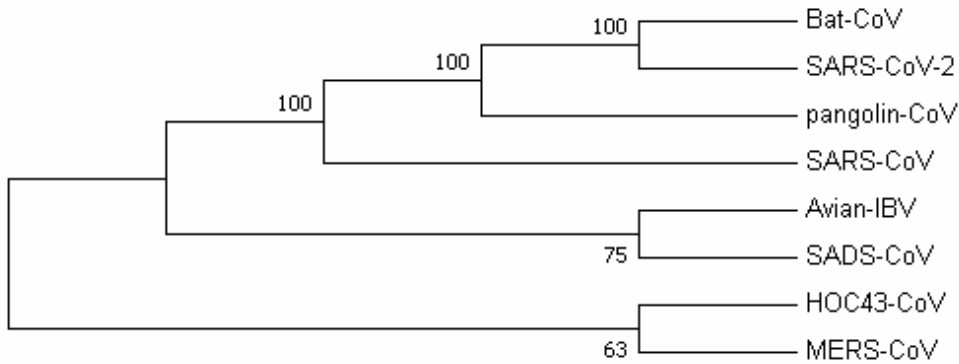 Bat-CoV
100
SARS-CoV-2
100
100
pangolin-CoV
SARS-CoV
Avian-IBV
75
SADS-CoV
HOC43-CoV
63
MERS-CoV